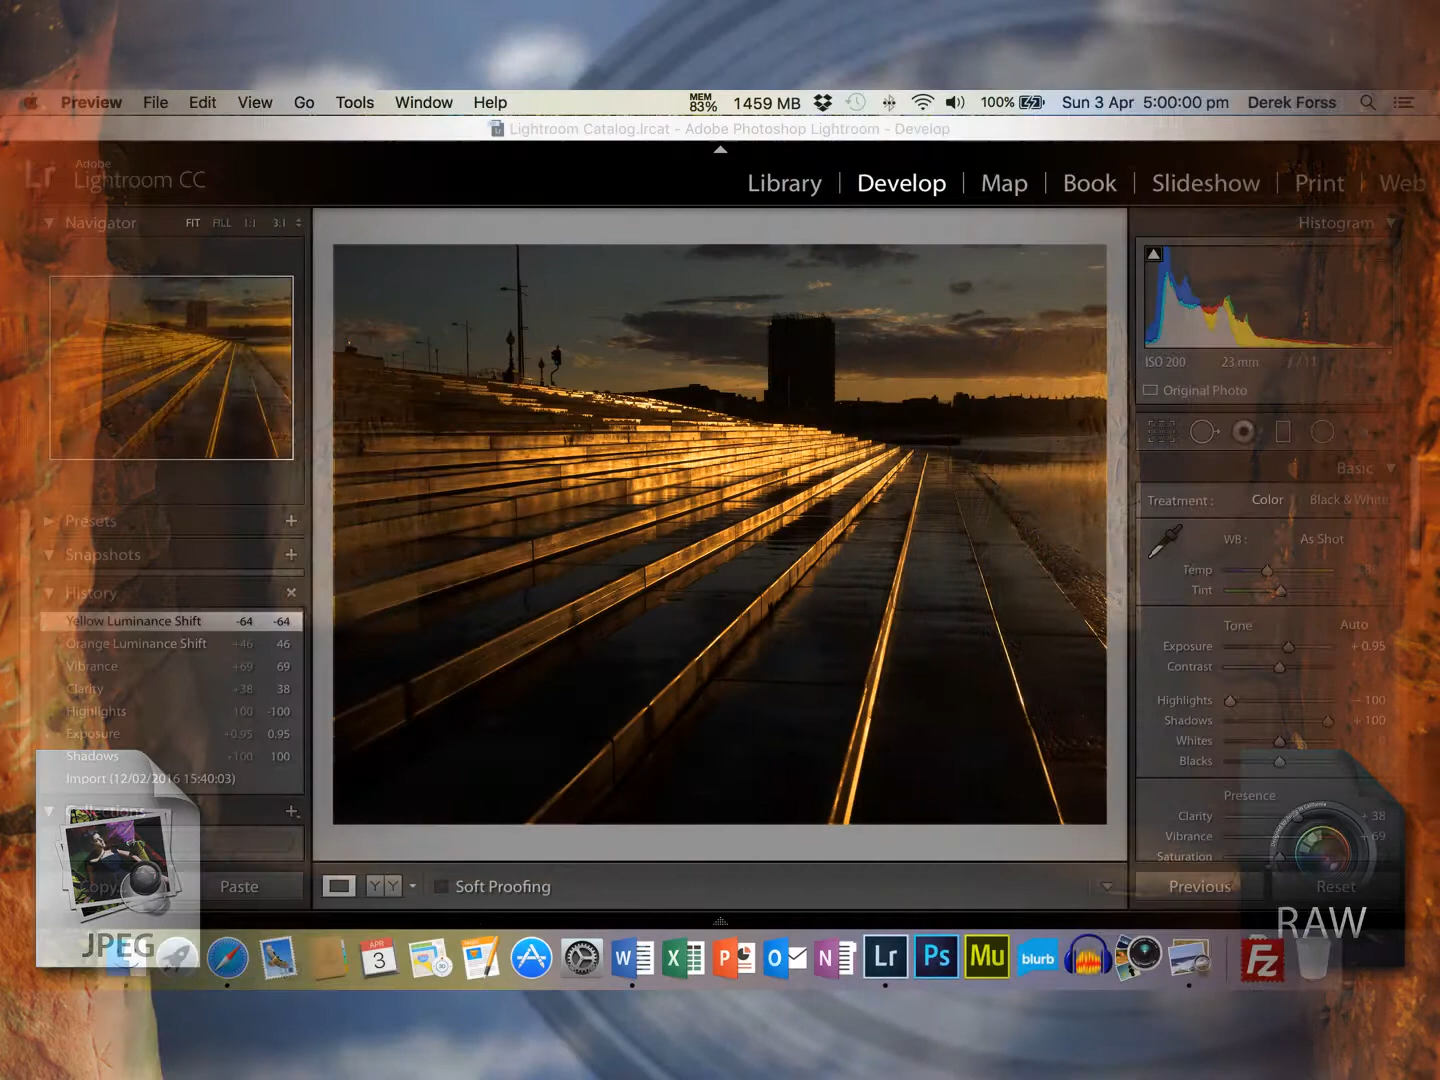 Preview File Edit View Go Tools Window Help MEM 83% 1459 MB 100% Sun 3 Apr 5:00:00 pm Derek Forss
Lightroom Catalog.lrcat - Adobe Photoshop Lightroom - Develop
Lr Adobe Lightroom CC
Library Develop Map Book Slideshow Print Web
Navigator FIT FILL 1:1 3:1
Histogram
ISO 200 23 mm f / 11
Original Photo
Basic
Treatment : Color Black & White
WB : As Shot
Temp
Tint
Tone Auto
Exposure + 0.95
Contrast
Highlights - 100
Shadows + 100
Whites
Blacks
Presence
Clarity + 38
Vibrance + 69
Saturation
Previous Reset
Presets
Snapshots
History
Yellow Luminance Shift -64 -64
Orange Luminance Shift +46 46
Vibrance +69 69
Clarity +38 38
Highlights -100 -100
Exposure +0.95 0.95
Shadows +100 100
Import (12/02/2016 15:40:03)
Collections
Copy... Paste
YY Soft Proofing
JPEG
RAW
APR
3
W X P O N Lr Ps Mu blurb Fz